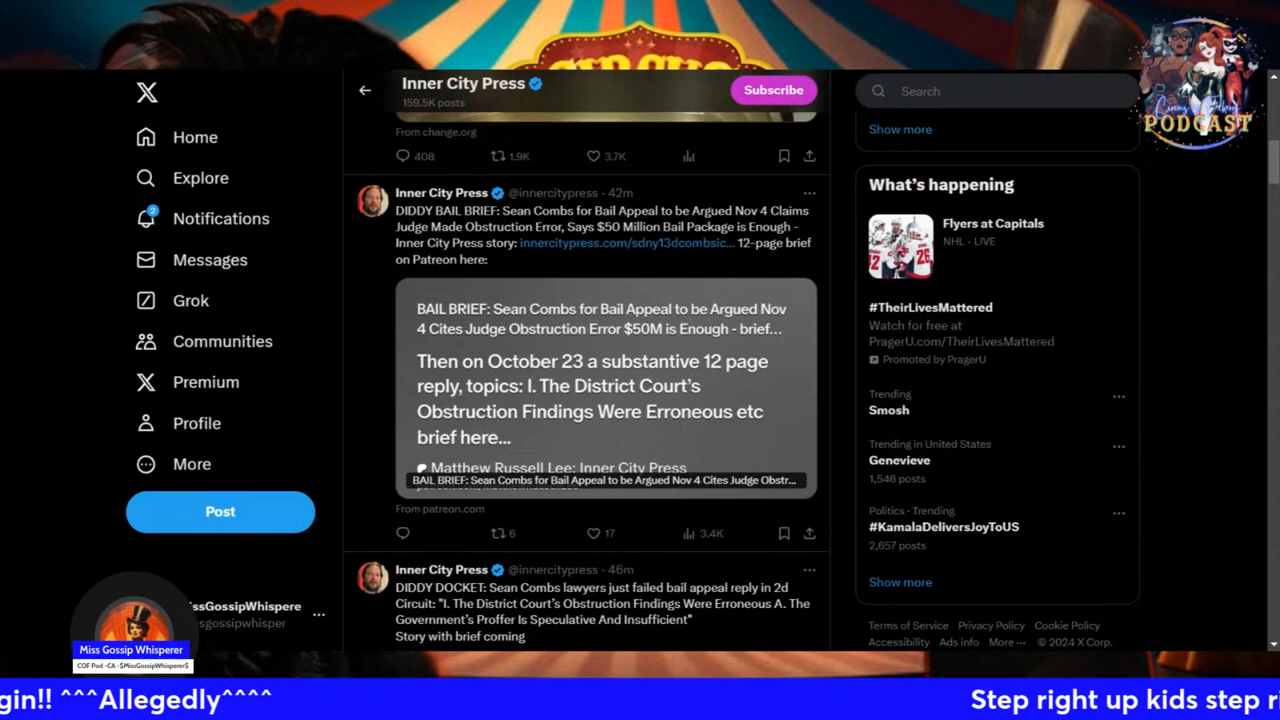 Inner City Press
159.5K posts
Subscribe
From change.org
408
1.9K
3.7K
Inner City Press @innercitypress · 42m
DIDDY BAIL BRIEF: Sean Combs for Bail Appeal to be Argued Nov 4 Claims
Judge Made Obstruction Error, Says $50 Million Bail Package is Enough -
Inner City Press story: innercitypress.com/sdny13dcombsic... 12-page brief
on Patreon here:
BAIL BRIEF: Sean Combs for Bail Appeal to be Argued Nov
4 Cites Judge Obstruction Error $50M is Enough - brief...
Then on October 23 a substantive 12 page
reply, topics: I. The District Court's
Obstruction Findings Were Erroneous etc
brief here...
Matthew Russell Lee: Inner City Press
BAIL BRIEF: Sean Combs for Bail Appeal to be Argued Nov 4 Cites Judge Obstr...
From patreon.com
6
17
3.4K
Inner City Press @innercitypress · 46m
DIDDY DOCKET: Sean Combs lawyers just failed bail appeal reply in 2d
Circuit: "I. The District Court's Obstruction Findings Were Erroneous A. The
Government's Proffer Is Speculative And Insufficient"
Story with brief coming
Home
Explore
2
Notifications
Messages
Grok
Communities
Premium
Profile
More
Post
ssGossipWhispere
esgossipwhisper
Miss Gossip Whisperer
COF Pod -CA -$MissGossipWhisperer$
Search
Show more
What's happening
Flyers at Capitals
NHL · LIVE
#TheirLivesMattered
Watch for free at
PragerU.com/TheirLivesMattered
Promoted by PragerU
Trending
Smosh
Trending in United States
Genevieve
1,546 posts
Politics · Trending
#KamalaDeliversJoyToUS
2,657 posts
Show more
Terms of Service Privacy Policy Cookie Policy
Accessibility Ads info More ... © 2024 X Corp.
PODCAST
gin!! ^^^Allegedly^^^^
Step right up kids step ri